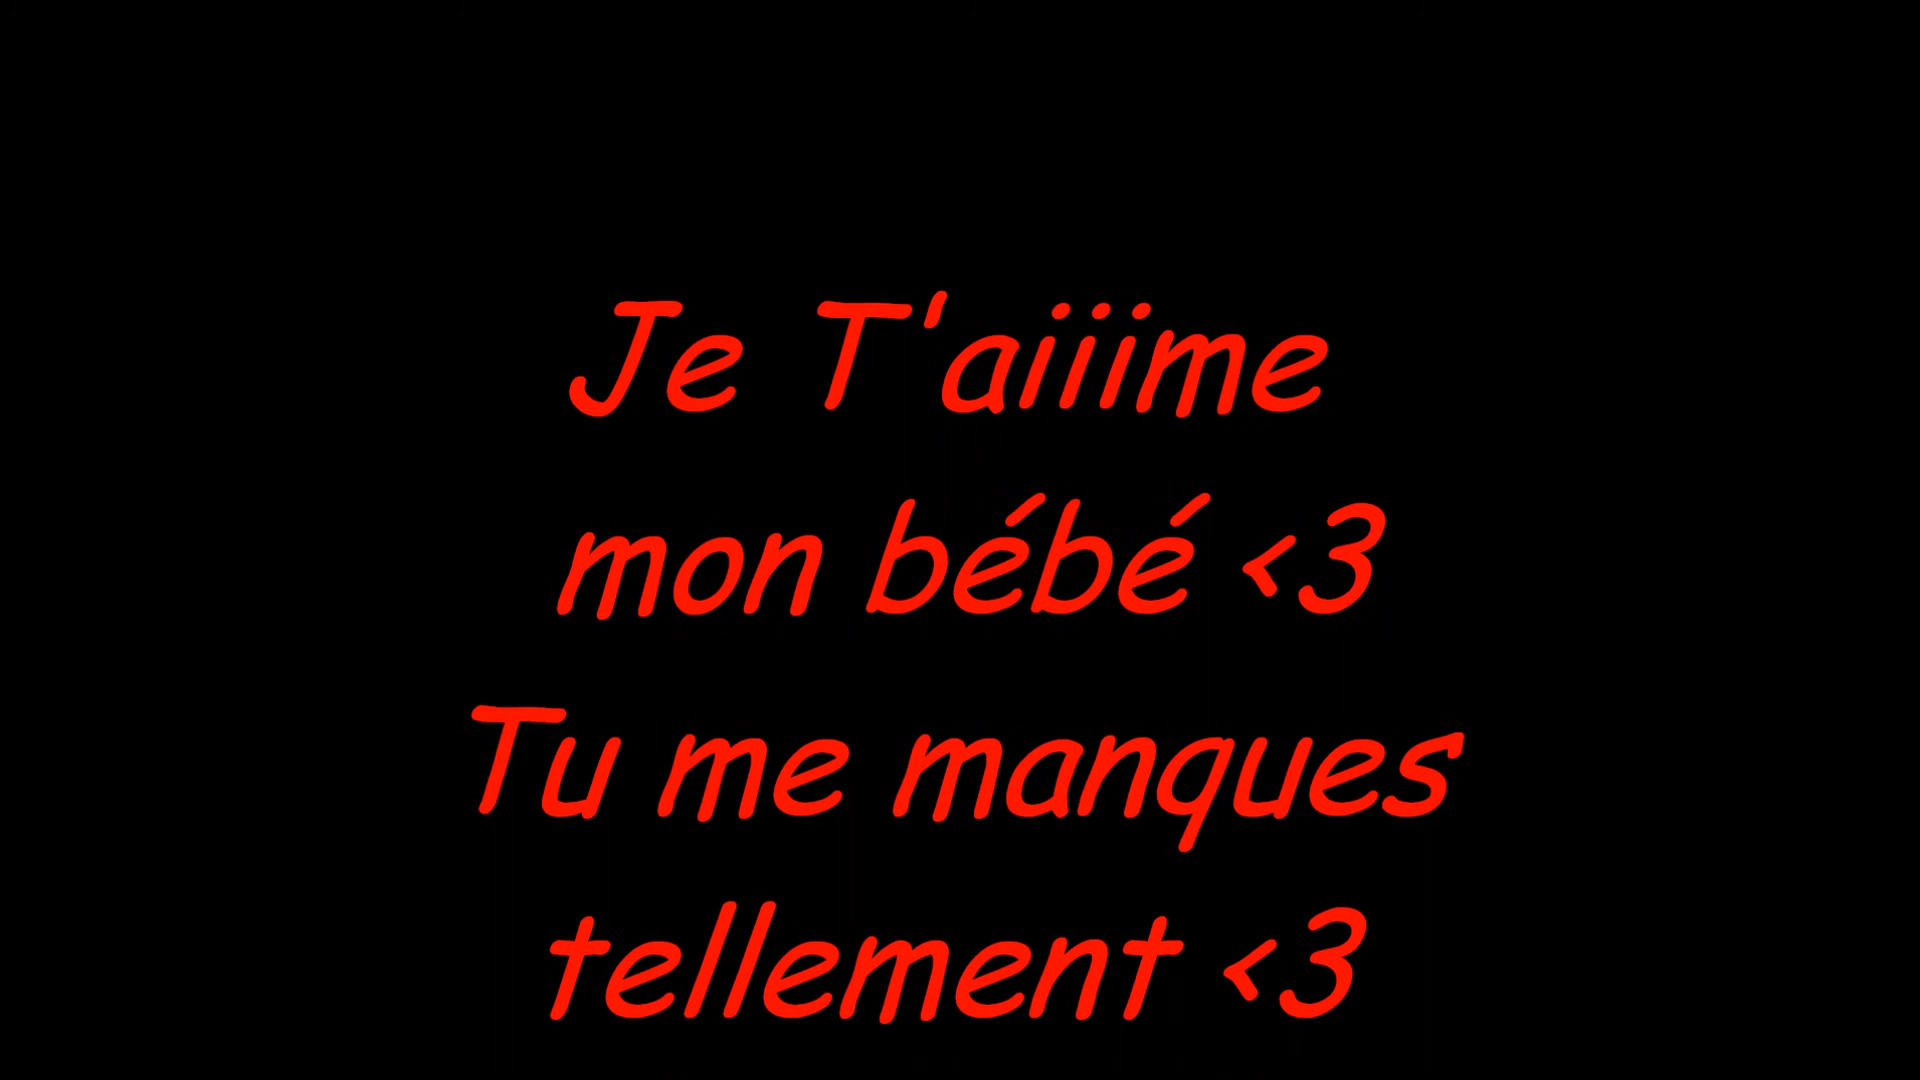 Je T'aiiime
mon bébé <3
Tu me manques
tellement <3